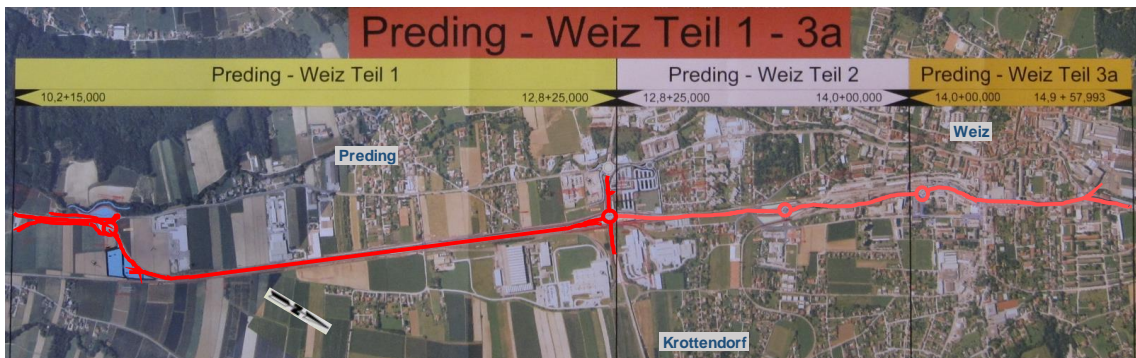 Preding - Weiz Teil 1 - 3a
Preding - Weiz Teil 1
Preding - Weiz Teil 2
Preding - Weiz Teil 3a
10,2+15,000
12,8+25,000
12,8+25,000
14,0+00,000
14,0+00,000
14,9 + 57,993
Weiz
Preding
Krottendorf